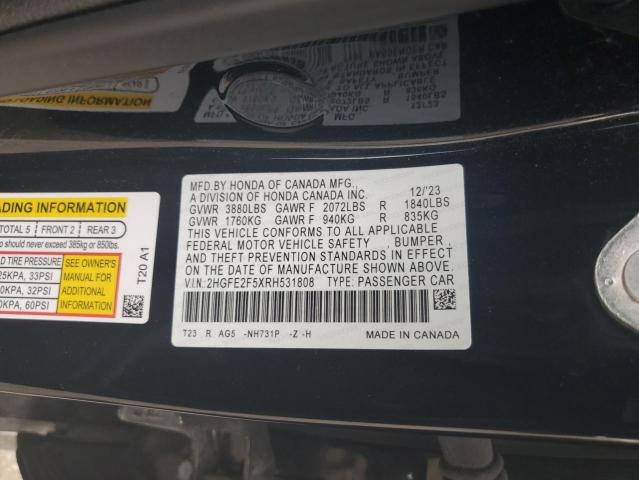 MFD.BY HONDA OF CANADA MFG., 12/'23
A DIVISION OF HONDA CANADA INC.
GVWR 3880LBS GAWR F 2072LBS R 1840LBS
GVWR 1760KG GAWR F 940KG R 835KG
THIS VEHICLE CONFORMS TO ALL APPLICABLE
FEDERAL MOTOR VEHICLE SAFETY , BUMPER ,
AND THEFT PREVENTION STANDARDS IN EFFECT
ON THE DATE OF MANUFACTURE SHOWN ABOVE.
V.I.N: 2HGFE2F5XRH531808 TYPE: PASSENGER CAR
T23 R AG5 -NH731P -Z -H MADE IN CANADA
ADING INFORMATION
TOTAL 5 FRONT 2 REAR 3
o should never exceed 385kg or 850lbs.
D TIRE PRESSURE
25KPA, 33PSI
0KPA, 32PSI
0KPA, 60PSI
SEE OWNER'S
MANUAL FOR
ADDITIONAL
INFORMATION
T20 A1